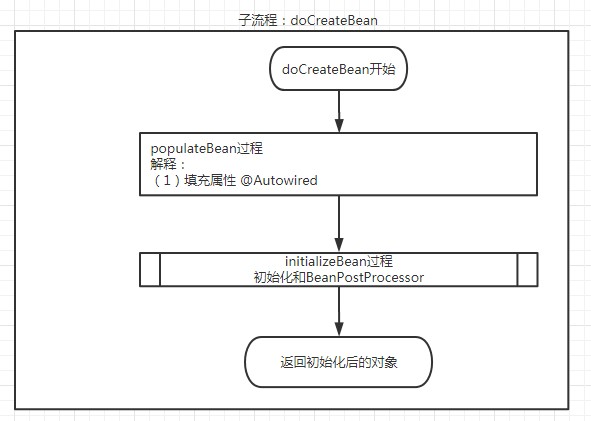 子流程：doCreateBean
doCreateBean开始
populateBean过程
解释：
（1）填充属性 @Autowired
initializeBean过程
初始化和BeanPostProcessor
返回初始化后的对象